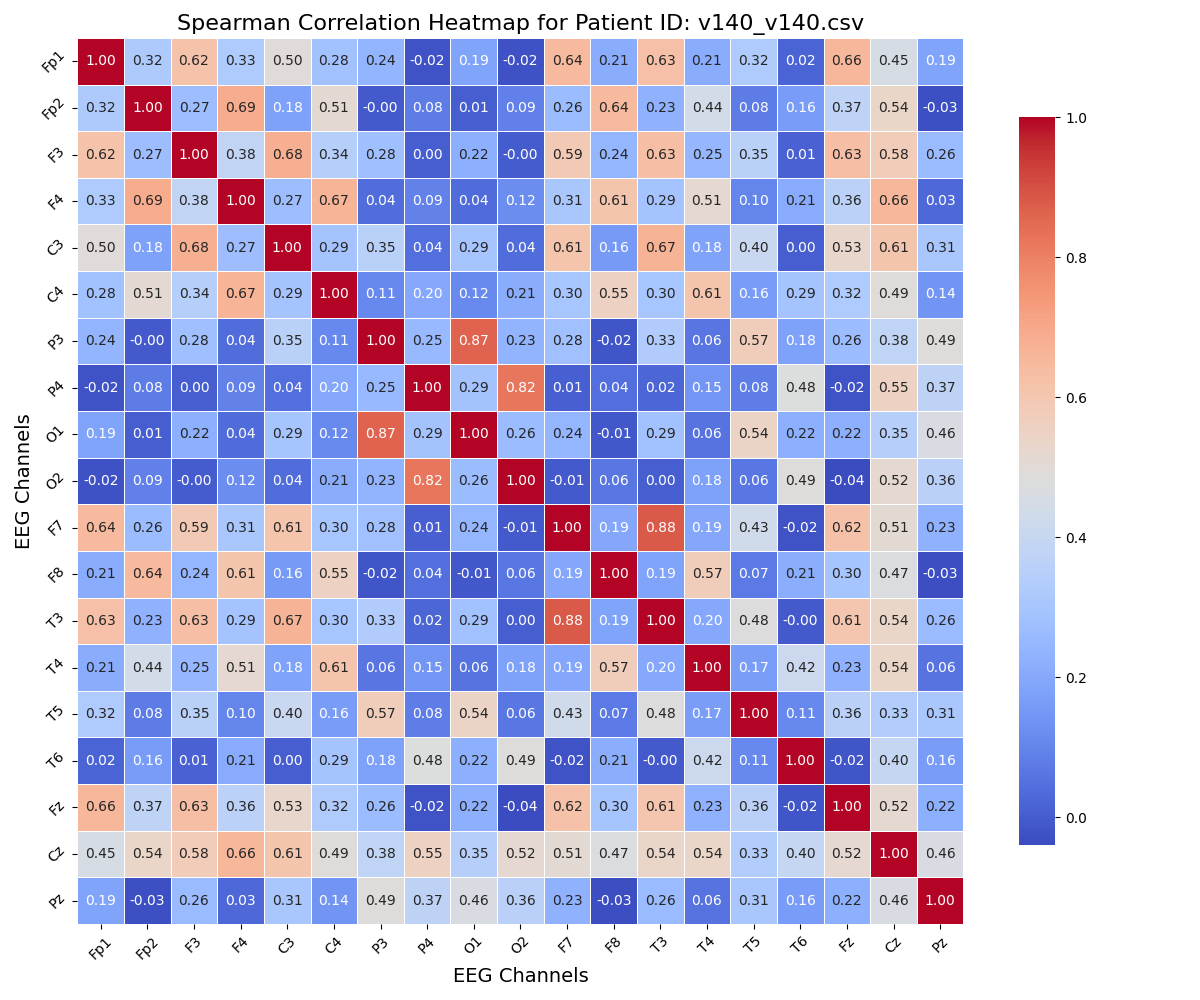 Spearman Correlation Heatmap for Patient ID: v140_v140.csv
Fp1 1.00 0.32 0.62 0.33 0.50 0.28 0.24 -0.02 0.19 -0.02 0.64 0.21 0.63 0.21 0.32 0.02 0.66 0.45 0.19
Fp2 0.32 1.00 0.27 0.69 0.18 0.51 -0.00 0.08 0.01 0.09 0.26 0.64 0.23 0.44 0.08 0.16 0.37 0.54 -0.03
F3 0.62 0.27 1.00 0.38 0.68 0.34 0.28 0.00 0.22 -0.00 0.59 0.24 0.63 0.25 0.35 0.01 0.63 0.58 0.26
F4 0.33 0.69 0.38 1.00 0.27 0.67 0.04 0.09 0.04 0.12 0.31 0.61 0.29 0.51 0.10 0.21 0.36 0.66 0.03
C3 0.50 0.18 0.68 0.27 1.00 0.29 0.35 0.04 0.29 0.04 0.61 0.16 0.67 0.18 0.40 0.00 0.53 0.61 0.31
C4 0.28 0.51 0.34 0.67 0.29 1.00 0.11 0.20 0.12 0.21 0.30 0.55 0.30 0.61 0.16 0.29 0.32 0.49 0.14
P3 0.24 -0.00 0.28 0.04 0.35 0.11 1.00 0.25 0.87 0.23 0.28 -0.02 0.33 0.06 0.57 0.18 0.26 0.38 0.49
P4 -0.02 0.08 0.00 0.09 0.04 0.20 0.25 1.00 0.29 0.82 0.01 0.04 0.02 0.15 0.08 0.48 -0.02 0.55 0.37
O1 0.19 0.01 0.22 0.04 0.29 0.12 0.87 0.29 1.00 0.26 0.24 -0.01 0.29 0.06 0.54 0.22 0.22 0.35 0.46
O2 -0.02 0.09 -0.00 0.12 0.04 0.21 0.23 0.82 0.26 1.00 -0.01 0.06 0.00 0.18 0.06 0.49 -0.04 0.52 0.36
F7 0.64 0.26 0.59 0.31 0.61 0.30 0.28 0.01 0.24 -0.01 1.00 0.19 0.88 0.19 0.43 -0.02 0.62 0.51 0.23
F8 0.21 0.64 0.24 0.61 0.16 0.55 -0.02 0.04 -0.01 0.06 0.19 1.00 0.19 0.57 0.07 0.21 0.30 0.47 -0.03
T3 0.63 0.23 0.63 0.29 0.67 0.30 0.33 0.02 0.29 0.00 0.88 0.19 1.00 0.20 0.48 -0.00 0.61 0.54 0.26
T4 0.21 0.44 0.25 0.51 0.18 0.61 0.06 0.15 0.06 0.18 0.19 0.57 0.20 1.00 0.17 0.42 0.23 0.54 0.06
T5 0.32 0.08 0.35 0.10 0.40 0.16 0.57 0.08 0.54 0.06 0.43 0.07 0.48 0.17 1.00 0.11 0.36 0.33 0.31
T6 0.02 0.16 0.01 0.21 0.00 0.29 0.18 0.48 0.22 0.49 -0.02 0.21 -0.00 0.42 0.11 1.00 -0.02 0.40 0.16
Fz 0.66 0.37 0.63 0.36 0.53 0.32 0.26 -0.02 0.22 -0.04 0.62 0.30 0.61 0.23 0.36 -0.02 1.00 0.52 0.22
Cz 0.45 0.54 0.58 0.66 0.61 0.49 0.38 0.55 0.35 0.52 0.51 0.47 0.54 0.54 0.33 0.40 0.52 1.00 0.46
Pz 0.19 -0.03 0.26 0.03 0.31 0.14 0.49 0.37 0.46 0.36 0.23 -0.03 0.26 0.06 0.31 0.16 0.22 0.46 1.00
Fp1 Fp2 F3 F4 C3 C4 P3 P4 O1 O2 F7 F8 T3 T4 T5 T6 Fz Cz Pz
EEG Channels
EEG Channels
1.0
0.8
0.6
0.4
0.2
0.0